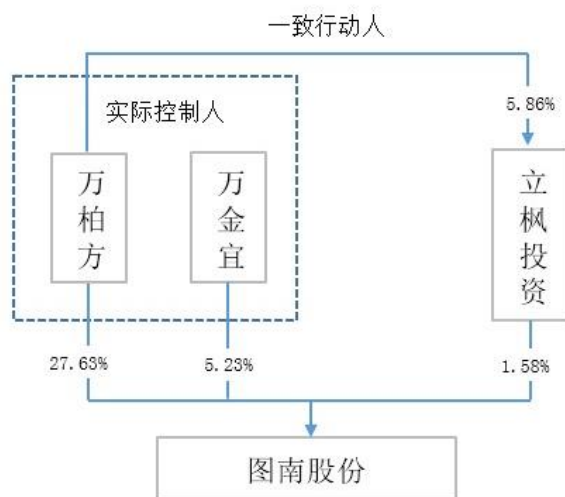 一致行动人
实际控制人
5.86%
万柏方
万金宜
立枫投资
27.63%
5.23%
1.58%
图南股份